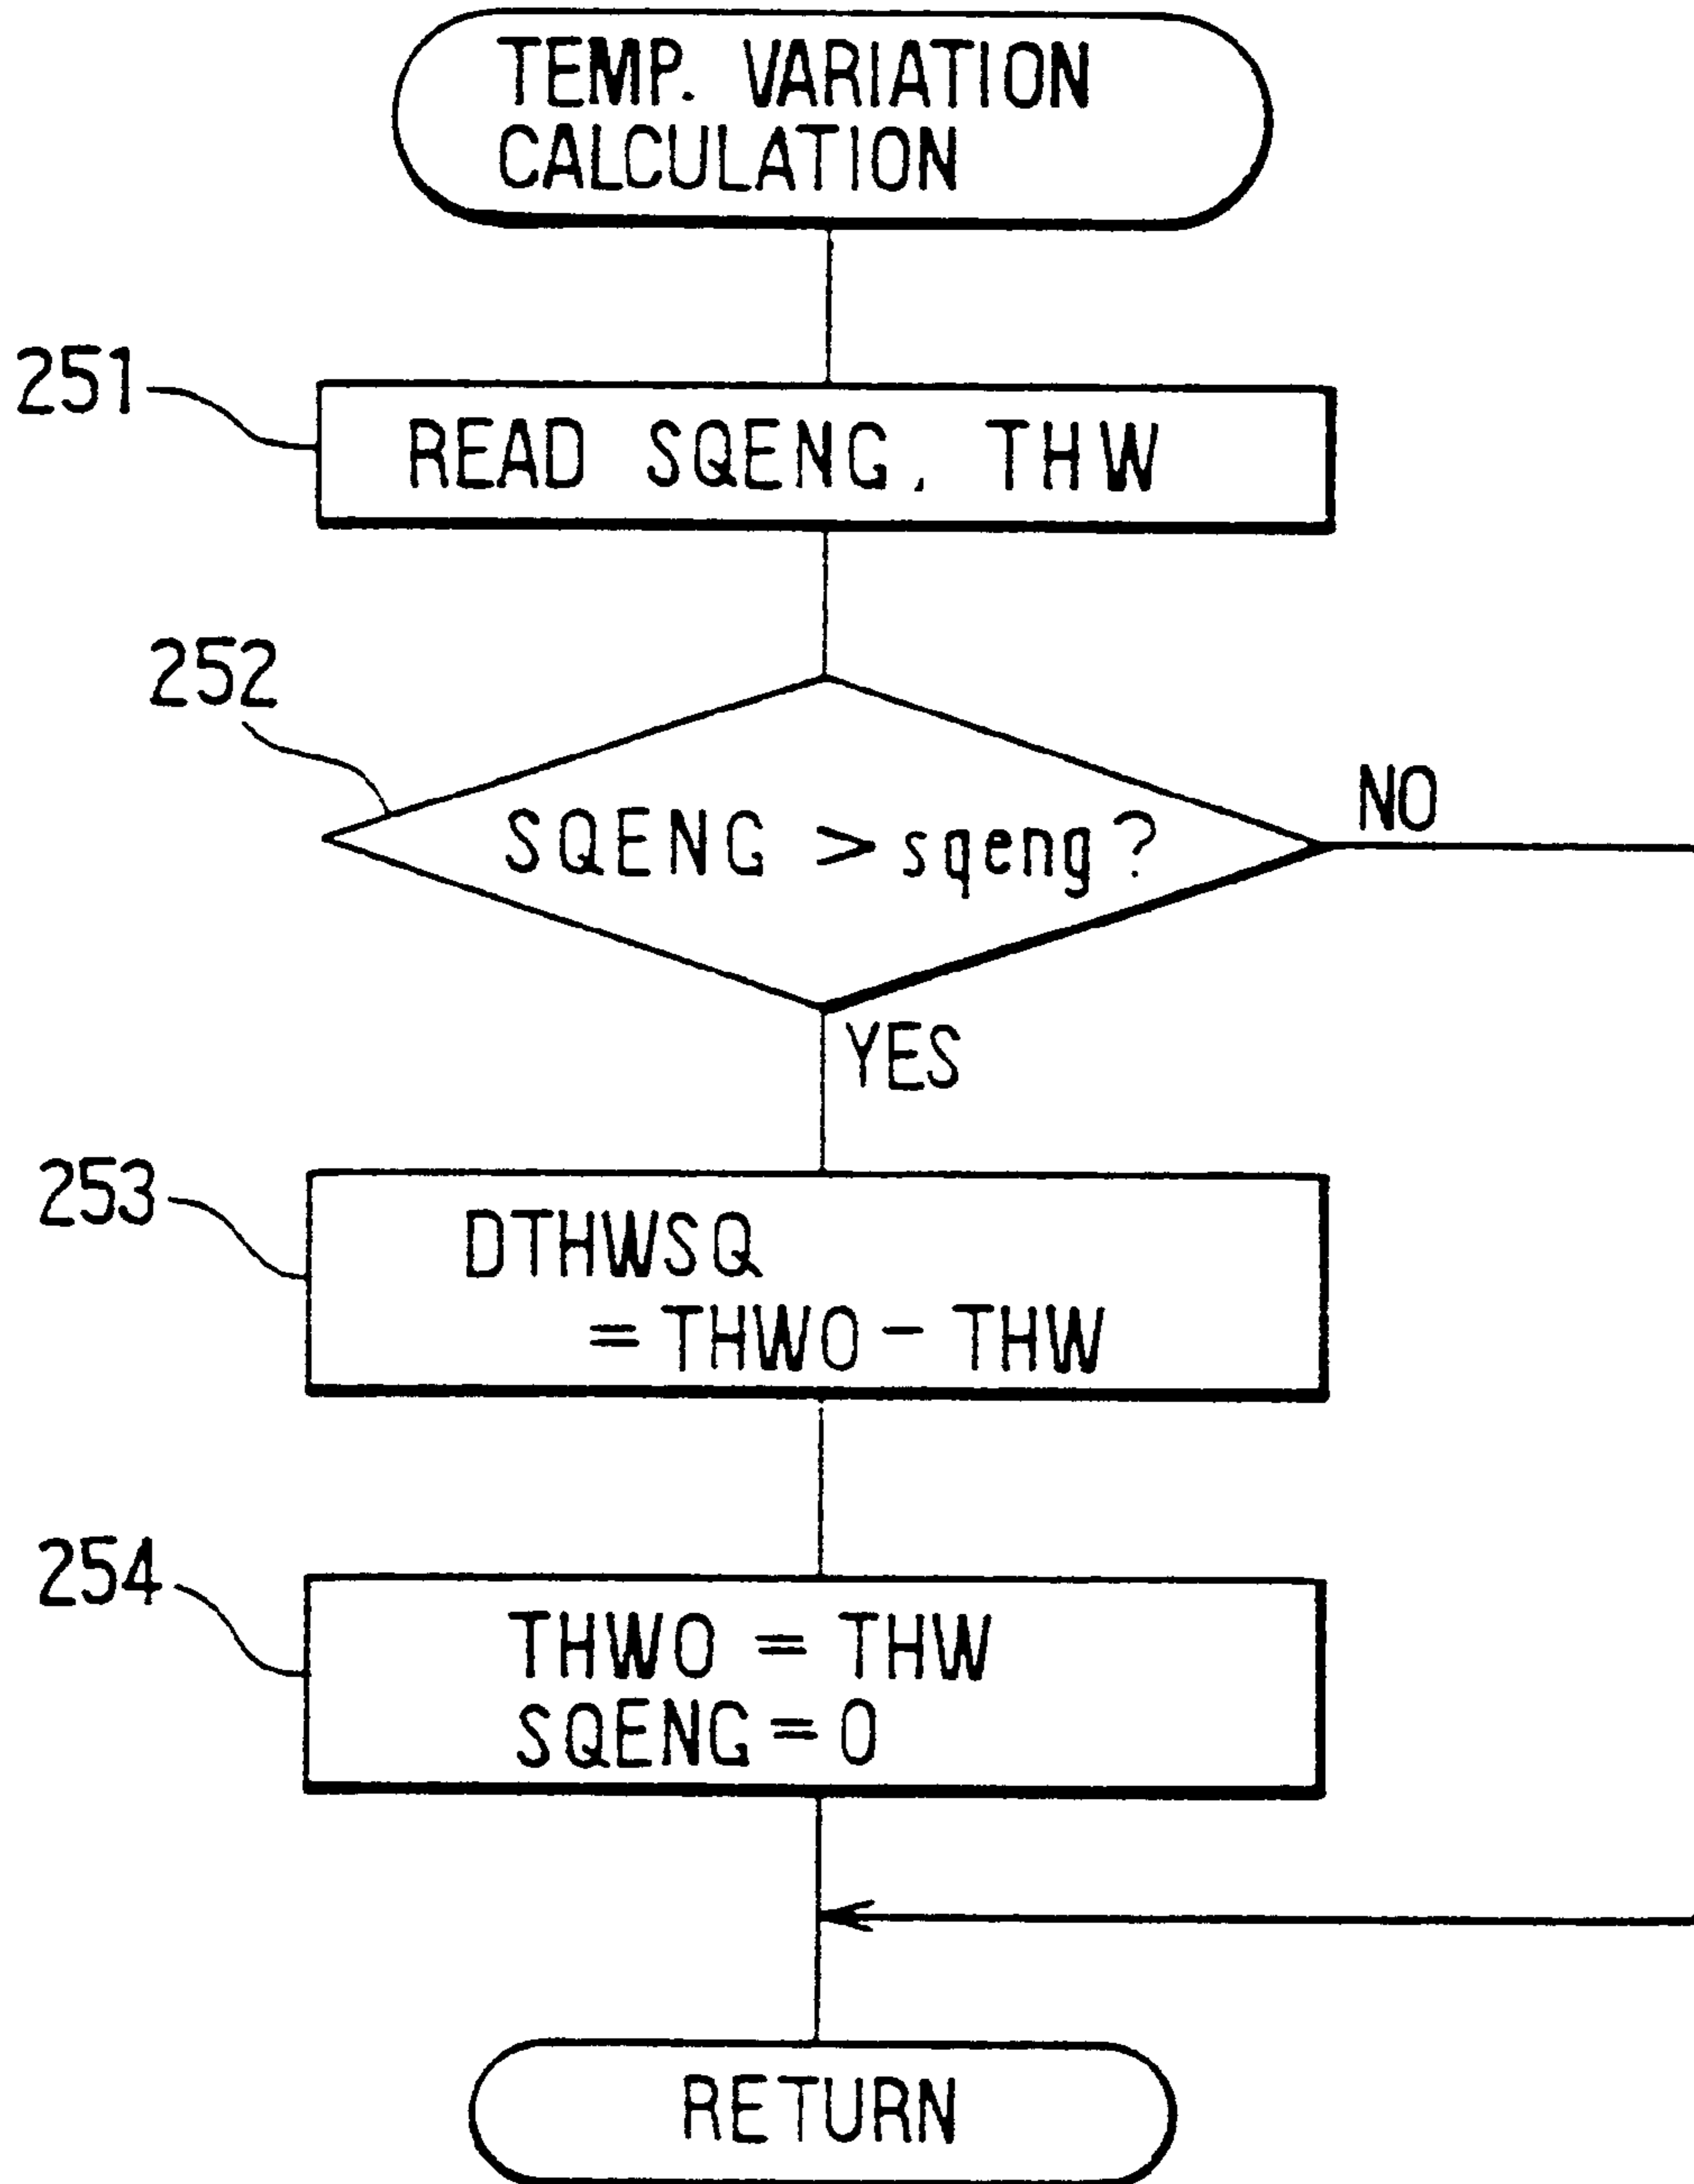 TEMP. VARIATION
CALCULATION
251
READ SQENG, THW
252
SQENG > sqeng?
NO
YES
253
DTHWSQ
= THWO - THW
254
THWO = THW
SQENG = 0
RETURN